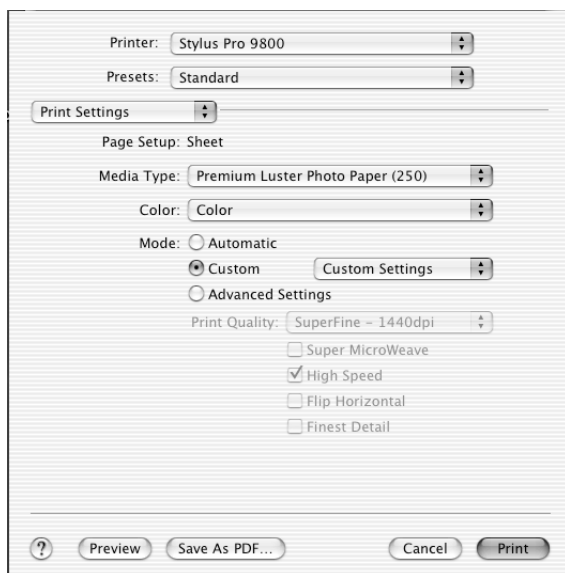 Printer: Stylus Pro 9800
Presets: Standard
Print Settings
Page Setup: Sheet
Media Type: Premium Luster Photo Paper (250)
Color: Color
Mode: Automatic
Custom Custom Settings
Advanced Settings
Print Quality: SuperFine – 1440dpi
Super MicroWeave
High Speed
Flip Horizontal
Finest Detail
? Preview Save As PDF... Cancel Print